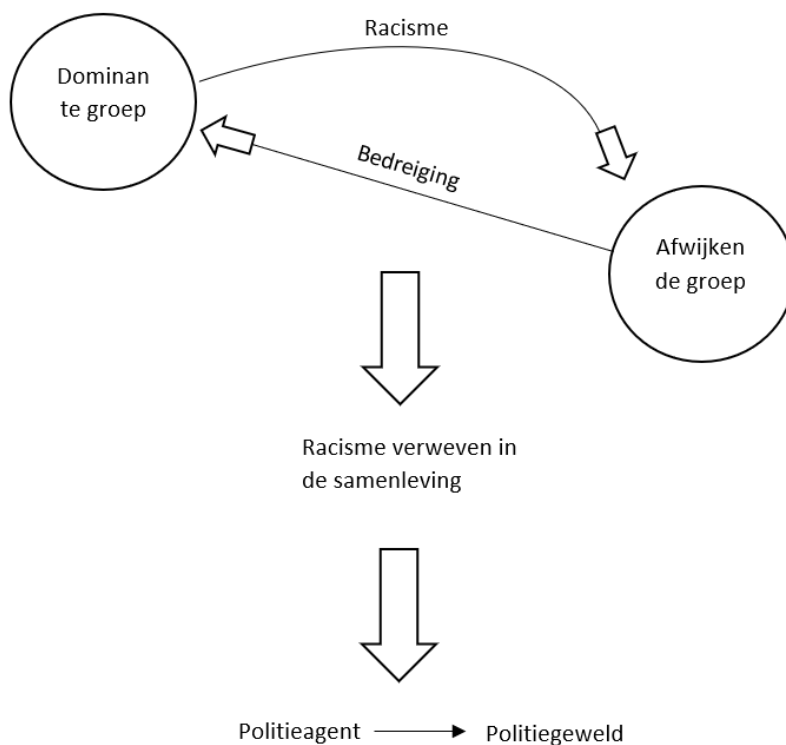 Racisme
Dominan
te groep
Bedreiging
Afwijken
de groep
Racisme verweven in
de samenleving
Politieagent
Politiegeweld